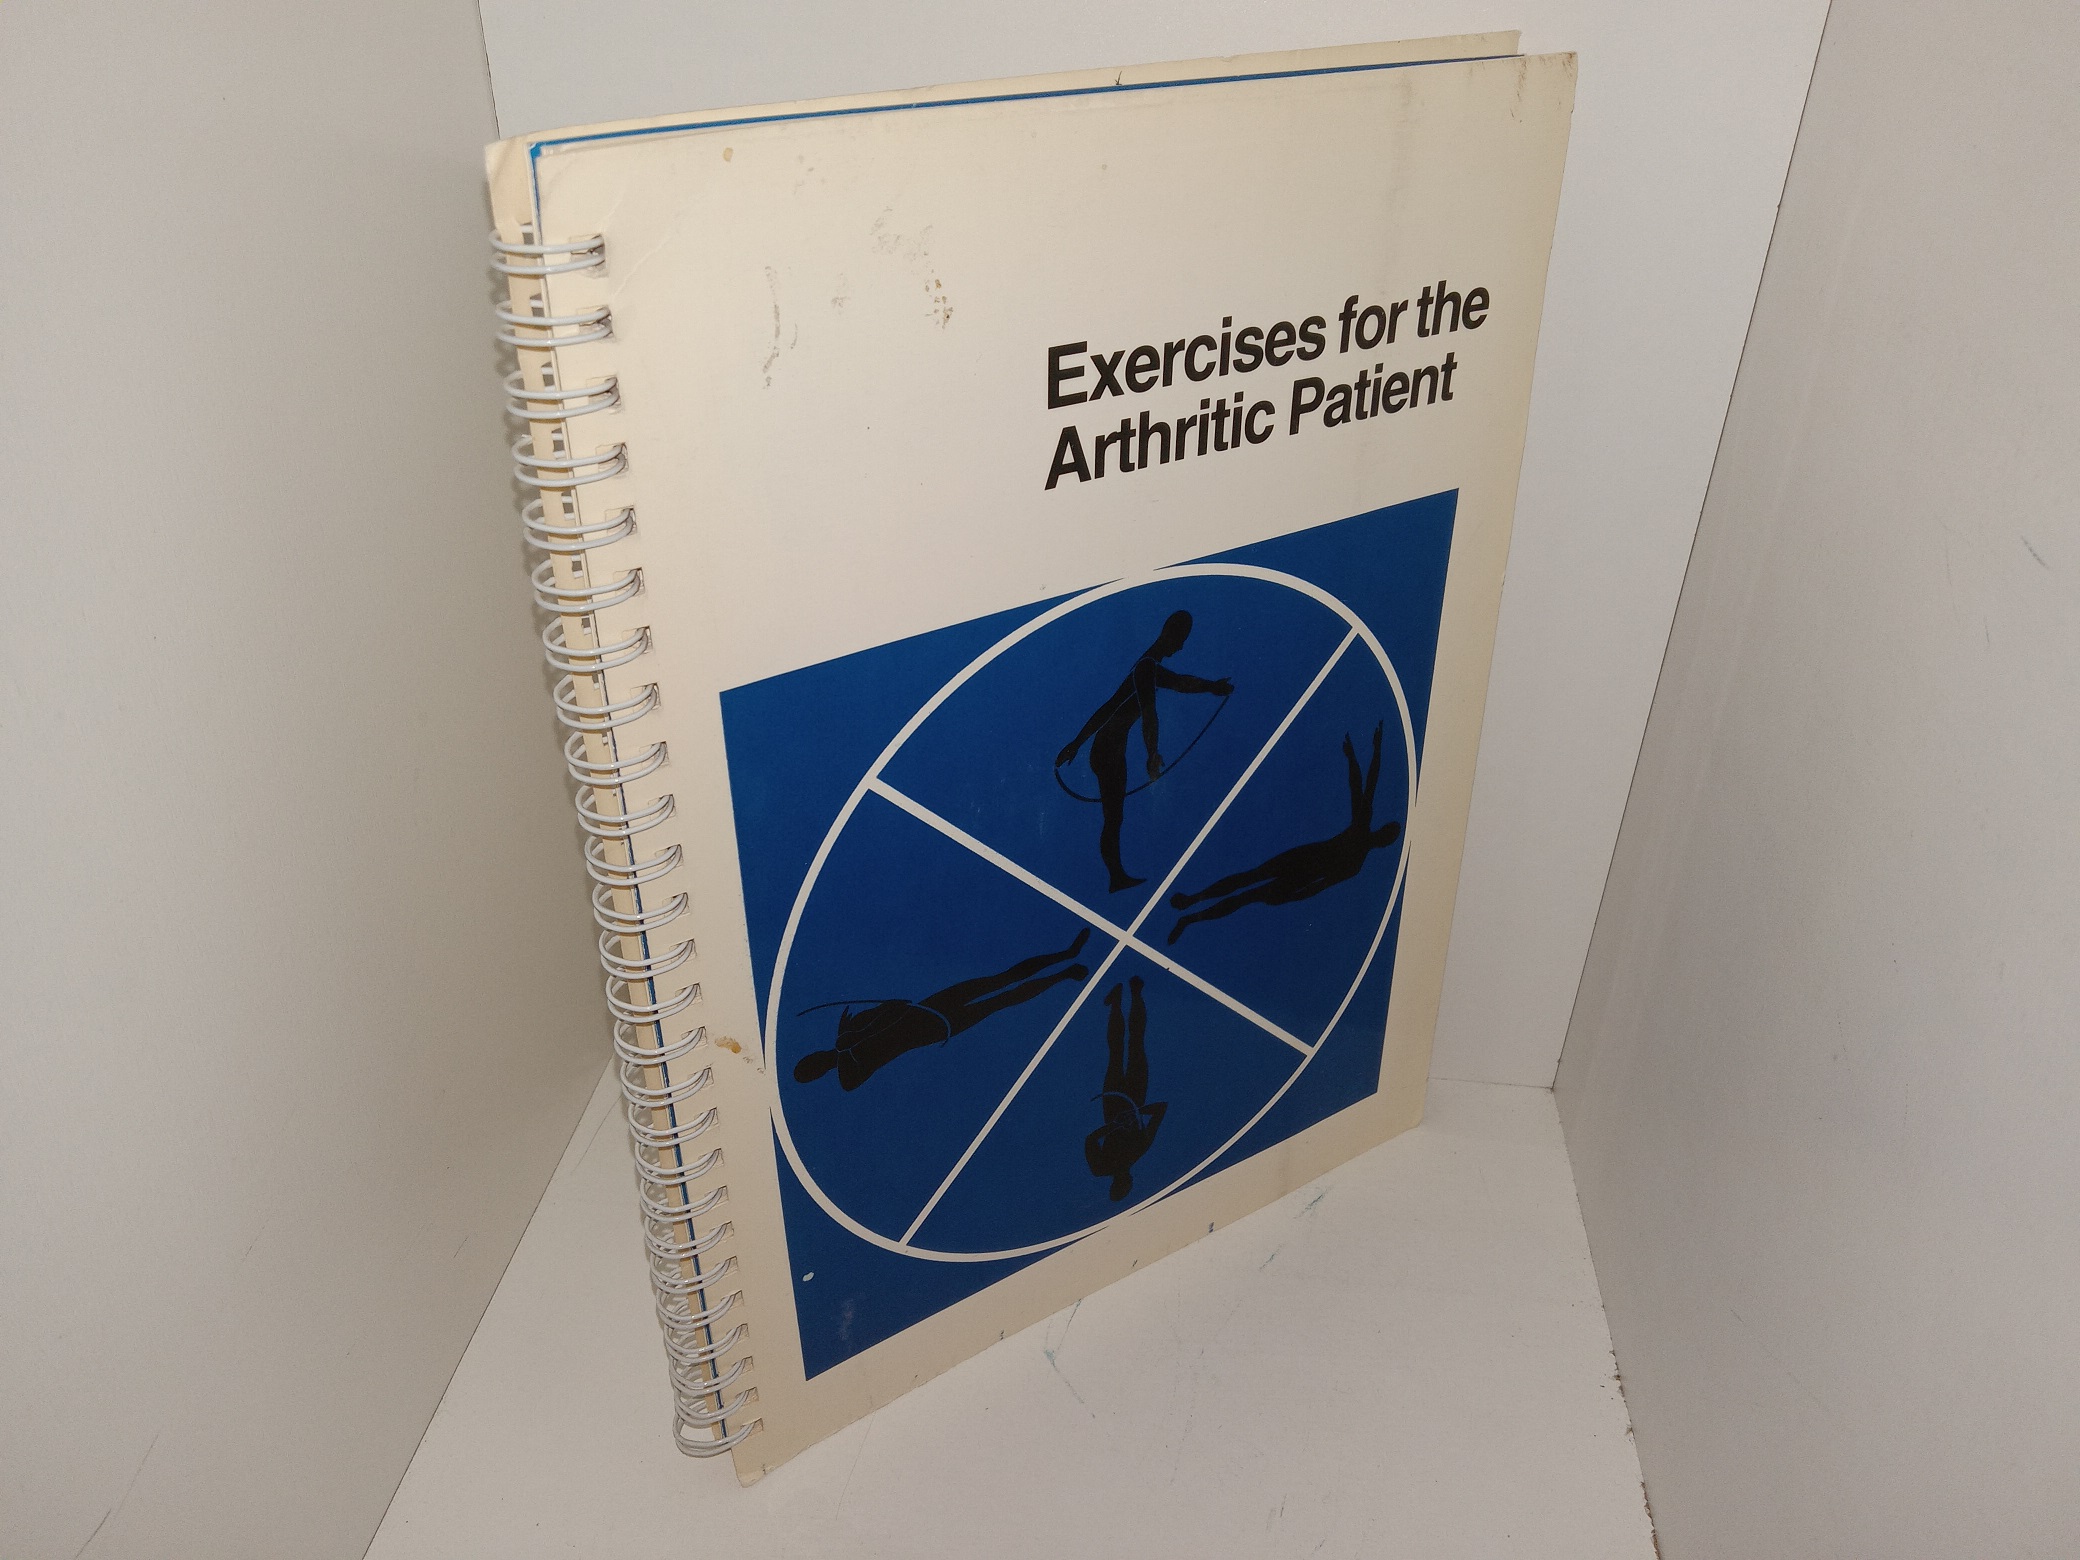 Exercises for the
Arthritic Patient